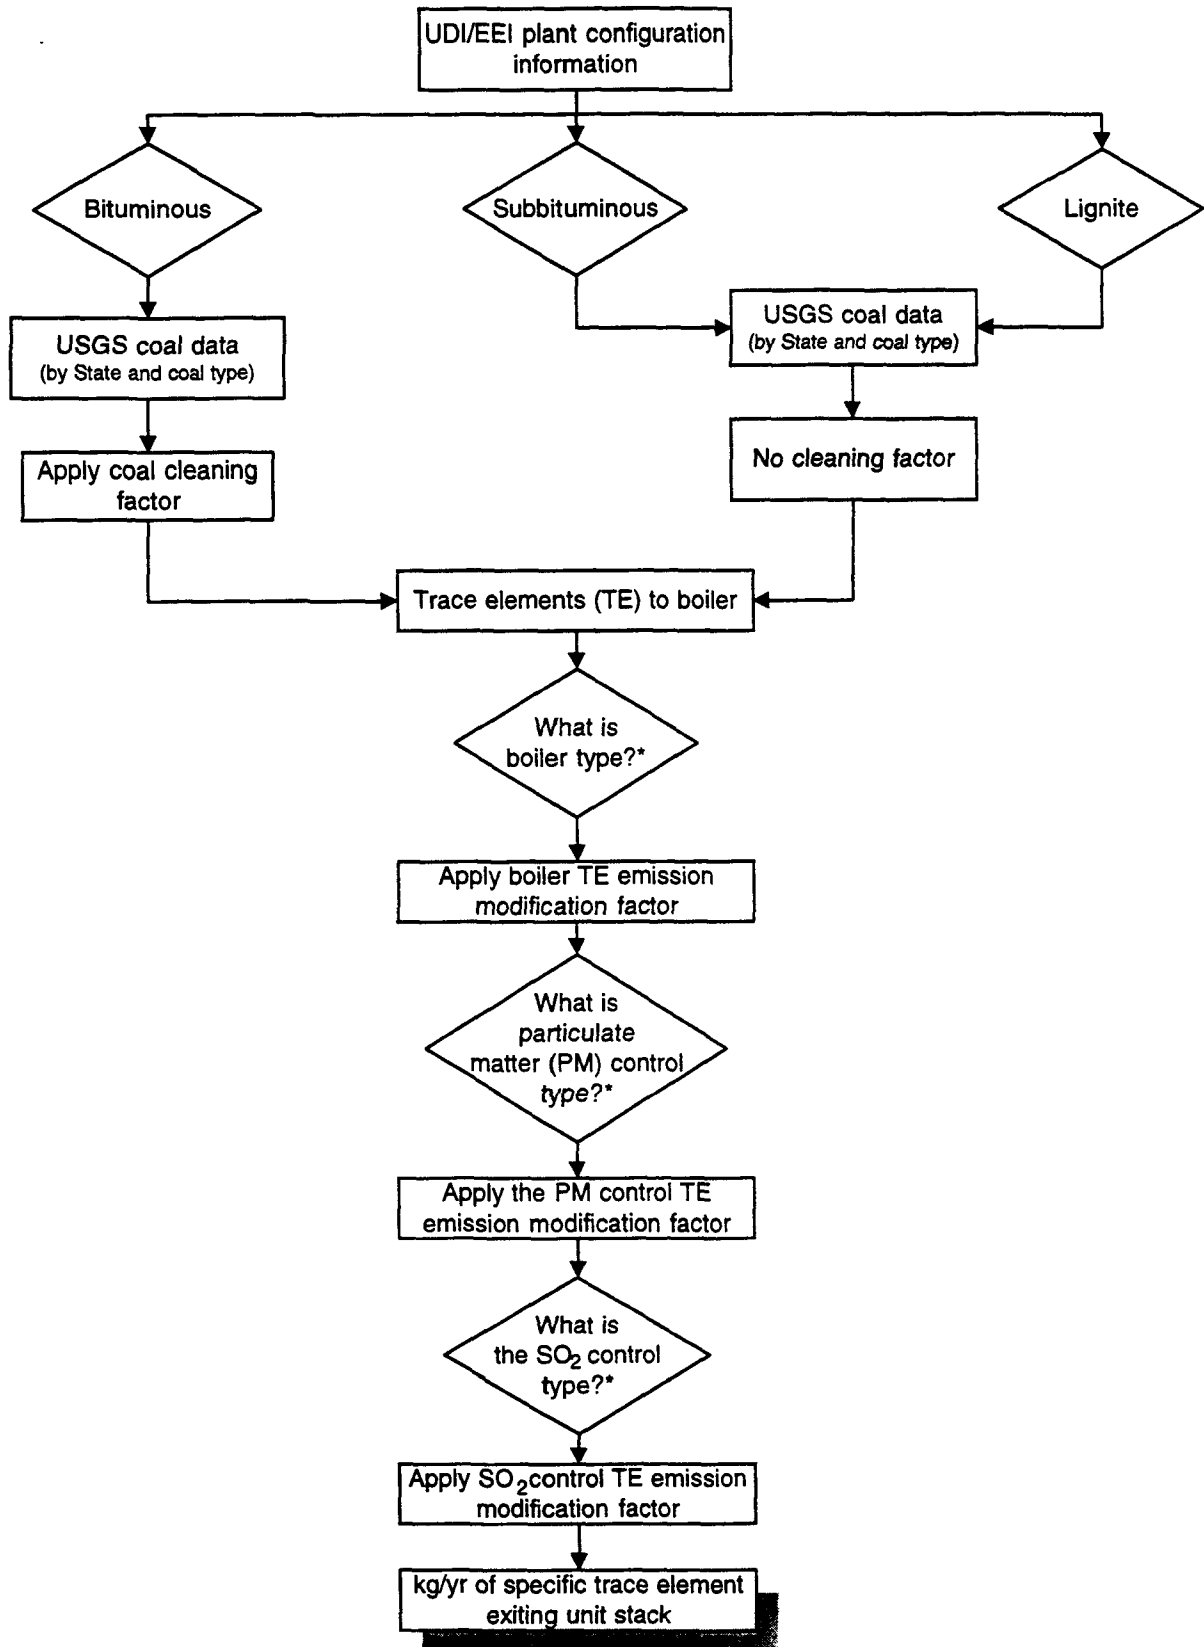 UDI/EEI plant configuration
information
Bituminous
Subbituminous
Lignite
USGS coal data
(by State and coal type)
USGS coal data
(by State and coal type)
Apply coal cleaning
factor
No cleaning factor
Trace elements (TE) to boiler
What is
boiler type?*
Apply boiler TE emission
modification factor
What is
particulate
matter (PM) control
type?*
Apply the PM control TE
emission modification factor
What is
the SO₂ control
type?*
Apply SO₂control TE emission
modification factor
kg/yr of specific trace element
exiting unit stack